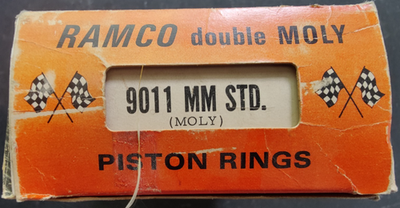 RAMCO double MOLY
9011 MM STD.
(MOLY)
PISTON RINGS